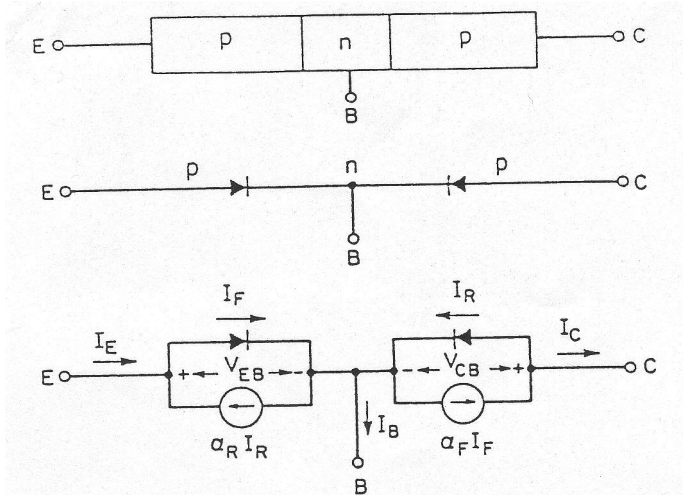 E p n p C
B
p n p
E C
B
I_F I_R
I_E I_C
E + V_EB - - V_CB + C
α_R I_R I_B α_F I_F
B